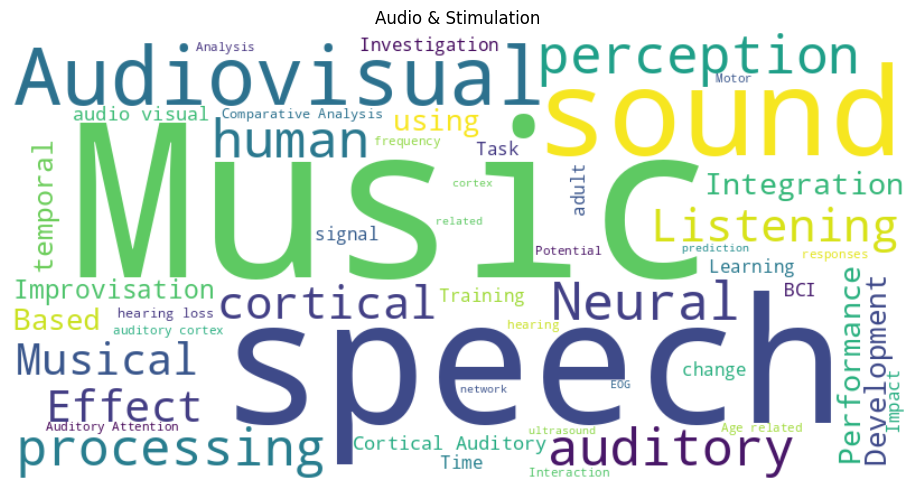 Audio & Stimulation
Analysis
Investigation
perception
Audiovisual
Motor
sound
audio visual
Comparative Analysis
using
human
frequency
Task
temporal
Music
cortex
adult
Integration
related
Listening
signal
Potential
prediction
responses
Learning
Improvisation
cortical
Training
Neural
BCI
Based
hearing loss
auditory cortex
hearing
speech
Performance
Development
Musical
change
Impact
network
EOG
Effect
Auditory Attention
processing
Cortical Auditory
ultrasound
auditory
Age related
Time
Interaction